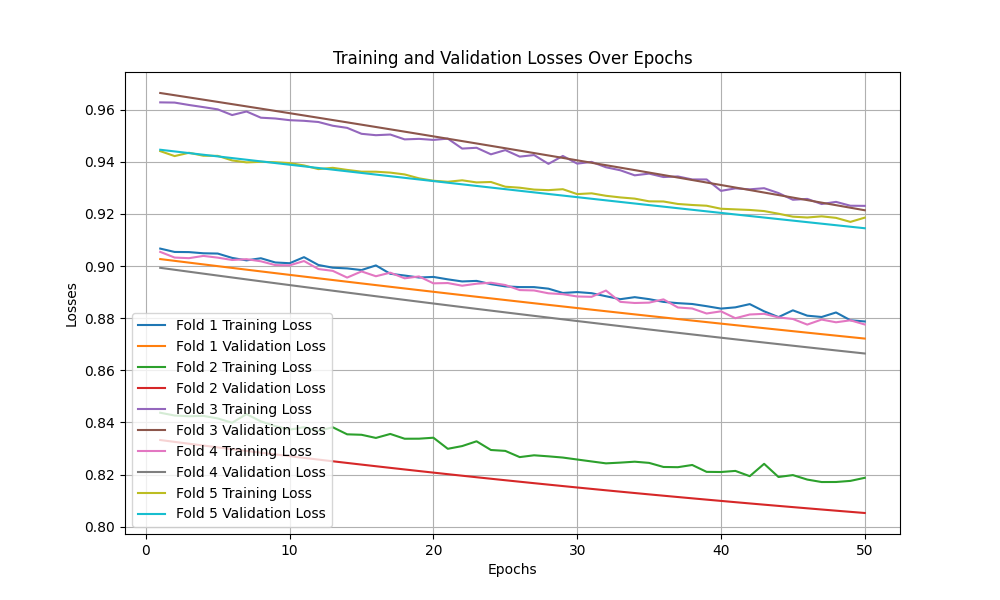 Training and Validation Losses Over Epochs
Losses
0.96
0.94
0.92
0.90
0.88
0.86
0.84
0.82
0.80
Fold 1 Training Loss
Fold 1 Validation Loss
Fold 2 Training Loss
Fold 2 Validation Loss
Fold 3 Training Loss
Fold 3 Validation Loss
Fold 4 Training Loss
Fold 4 Validation Loss
Fold 5 Training Loss
Fold 5 Validation Loss
0 10 20 30 40 50
Epochs